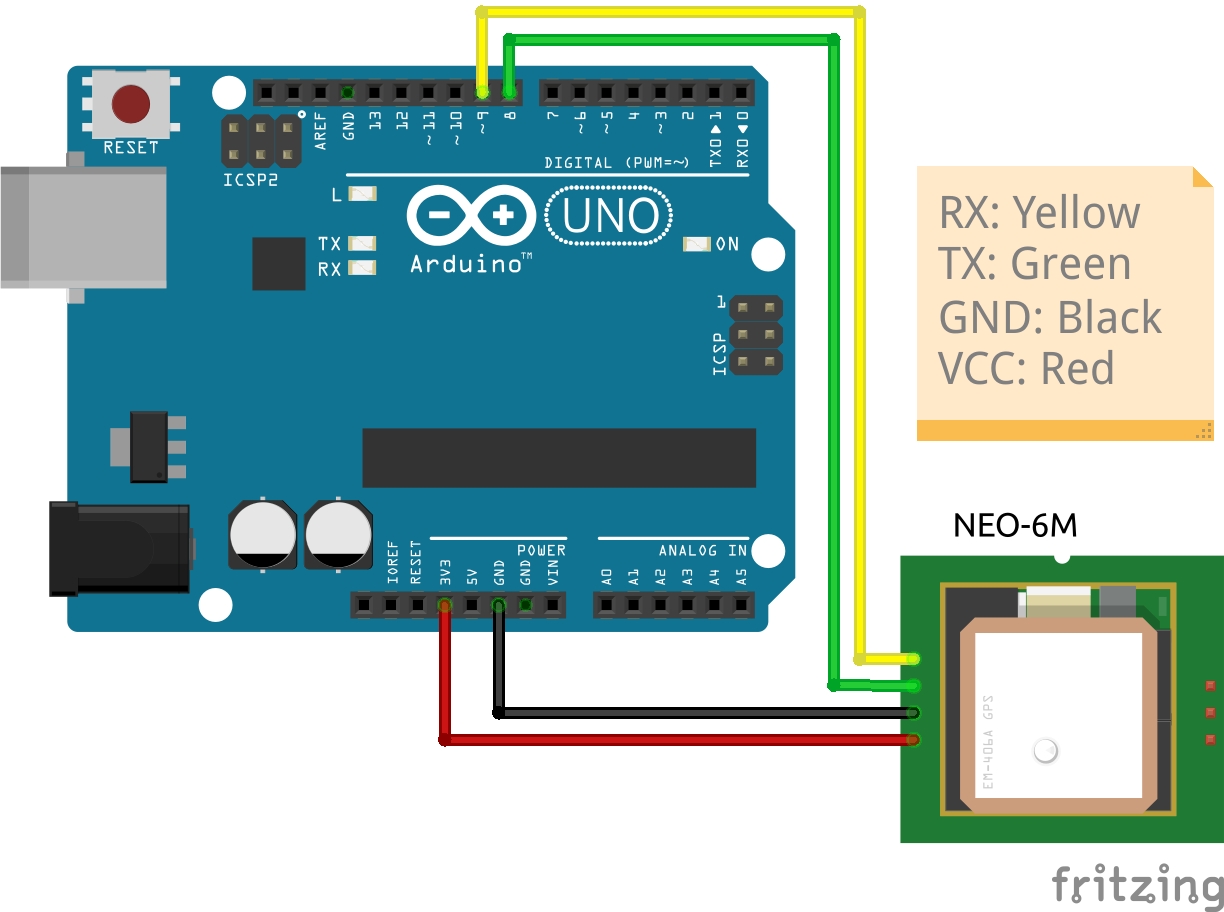 RESET
ICSP2
AREF
GND
13
12
~11
~10
~9
8
7
~6
~5
4
~3
2
TX0▶1
RX0◀0
DIGITAL (PWM=~)
L
TX
RX
Arduino™
UNO
ON
1
ICSP
RX: Yellow
TX: Green
GND: Black
VCC: Red
IOREF
RESET
3V3
5V
GND
GND
VIN
POWER
A0
A1
A2
A3
A4
A5
ANALOG IN
NEO-6M
EM-406A GPS
fritzing